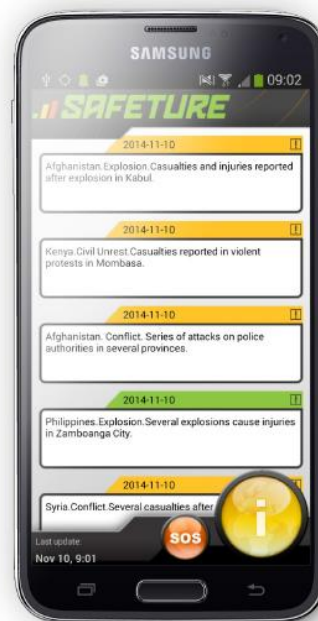 SAMSUNG
09:02
SAFETURE
2014-11-10
Afghanistan.Explosion.Casualties and injuries reported
after explosion in Kabul.
2014-11-10
Kenya.Civil Unrest.Casualties reported in violent
protests in Mombasa.
2014-11-10
Afghanistan. Conflict. Series of attacks on police
authorities in several provinces.
2014-11-10
Philippines.Explosion.Several explosions cause injuries
in Zamboanga City.
2014-11-10
Syria.Conflict.Several casualties after
i
SOS
Last update:
Nov 10, 9:01